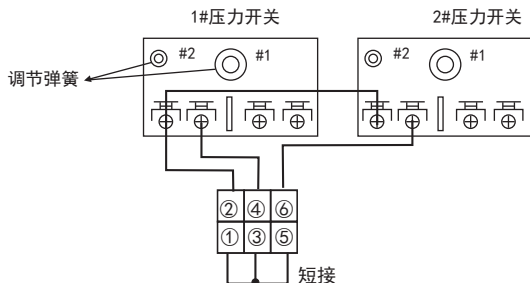 1#压力开关
2#压力开关
#2
#1
#2
#1
调节弹簧
② ④ ⑥
① ③ ⑤
短接